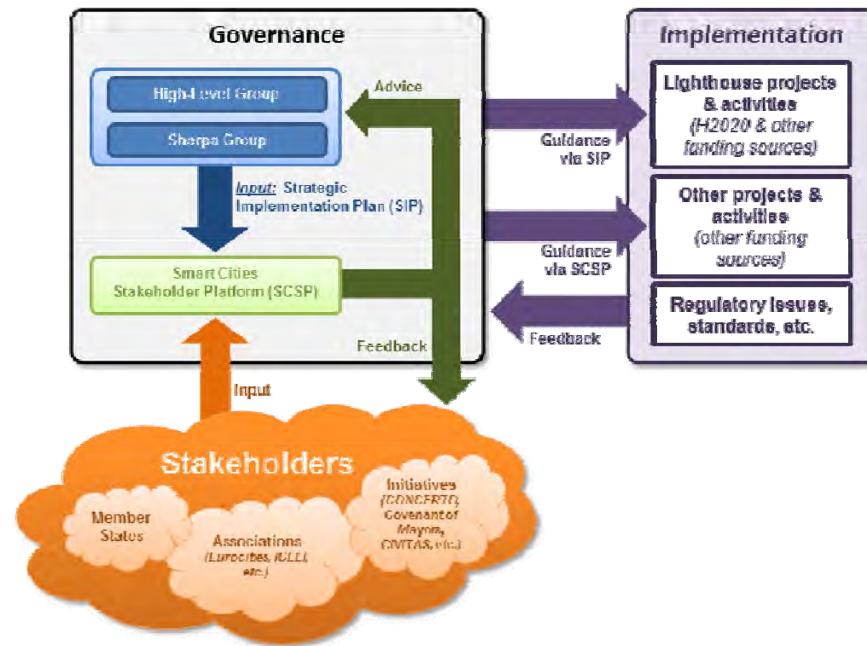 Governance
High-Level Group
Sherpa Group
Advice
Input: Strategic
Implementation Plan (SIP)
Smart Cities
Stakeholder Platform (SCSP)
Feedback
Input
Guidance
via SIP
Guidance
via SCSP
Feedback
Implementation
Lighthouse projects
& activities
(H2020 & other
funding sources)
Other projects &
activities
(other funding
sources)
Regulatory issues,
standards, etc.
Stakeholders
Member
States
Associations
(Eurocities, ICLEI,
etc.)
Initiatives
(CONCERTO,
Covenant of
Mayors,
CIVITAS, etc.)